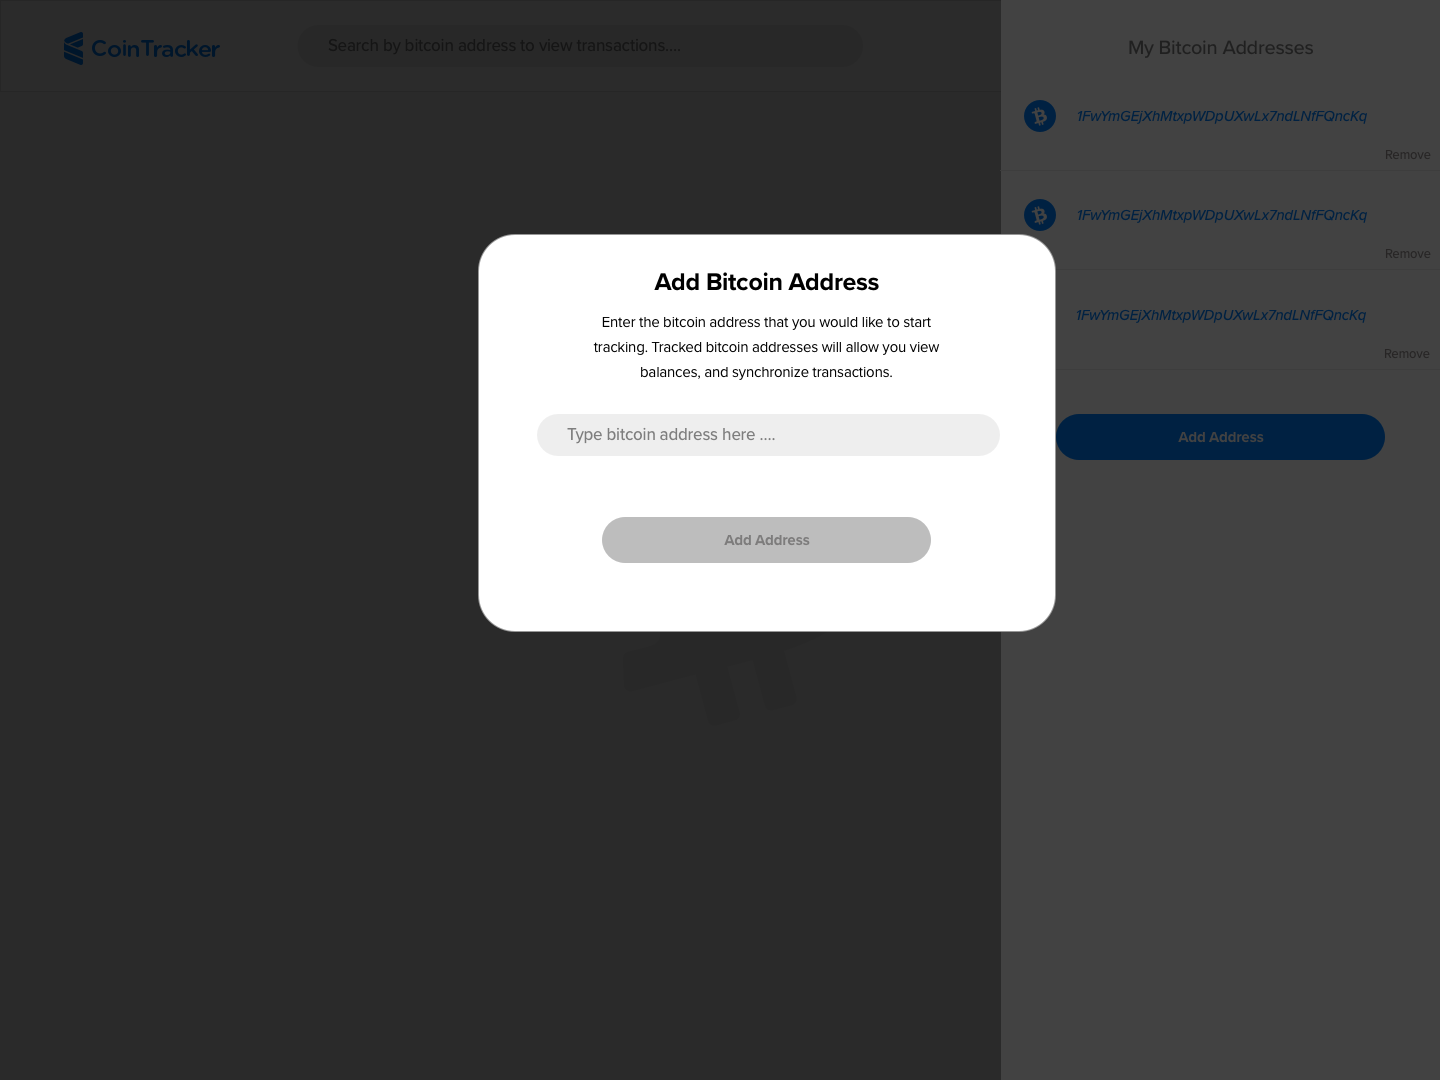 CoinTracker
Search by bitcoin address to view transactions....
My Bitcoin Addresses
1FwYmGEjXhMtxpWDpUXwLx7ndLNfFQncKq
Remove
1FwYmGEjXhMtxpWDpUXwLx7ndLNfFQncKq
Remove
1FwYmGEjXhMtxpWDpUXwLx7ndLNfFQncKq
Remove
Add Address
Add Bitcoin Address
Enter the bitcoin address that you would like to start
tracking. Tracked bitcoin addresses will allow you view
balances, and synchronize transactions.
Type bitcoin address here ....
Add Address